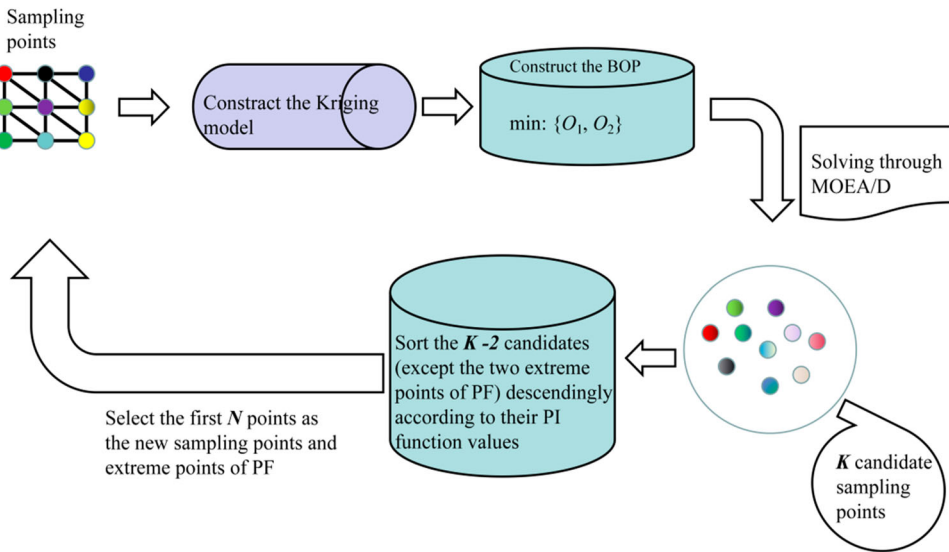 Sampling
points
Constract the Kriging
model
Construct the BOP
min: {O₁, O₂}
Solving through
MOEA/D
Sort the K -2 candidates
(except the two extreme
points of PF) descendingly
according to their PI
function values
Select the first N points as
the new sampling points and
extreme points of PF
K candidate
sampling
points